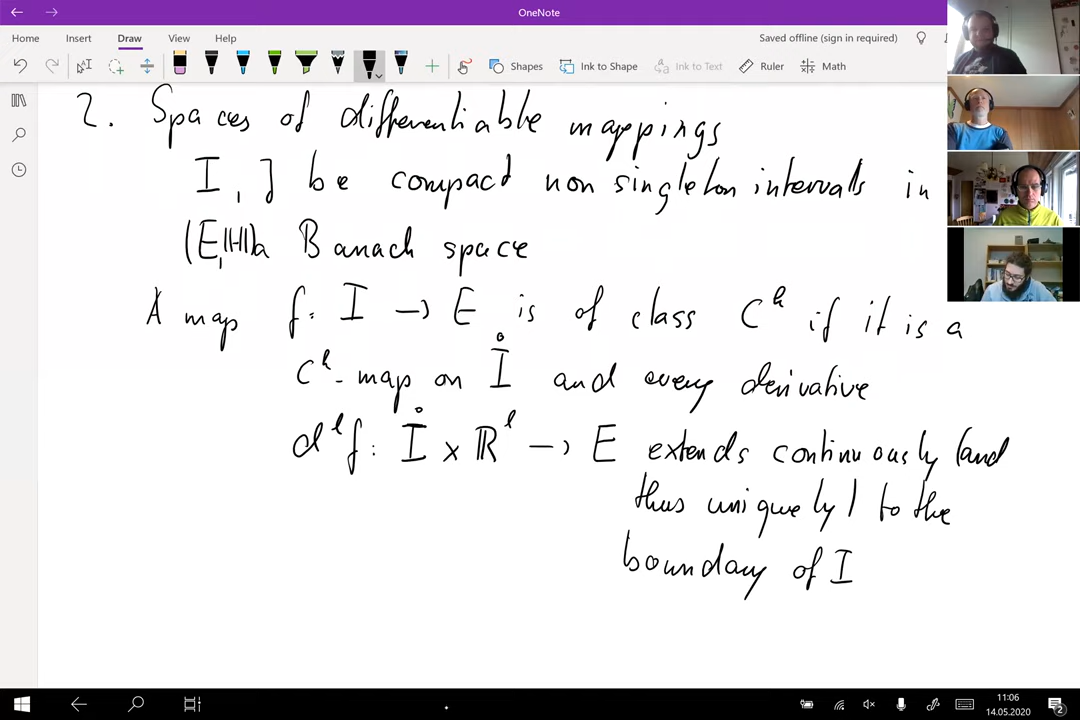 OneNote
Home Insert Draw View Help
Saved offline (sign in required)
Shapes Ink to Shape Ink to Text Ruler Math
2. Spaces of differentiable mappings
I, J be compact non singleton intervalls in
(E,||·||) a Banach space
A map f: I → E is of class C^k if it is a
C^k-map on I̊ and every derivative
d^l f: I̊ × ℝ^l → E extends continuously (and
thus uniquely) to the
boundary of I
11:06
14.05.2020
2